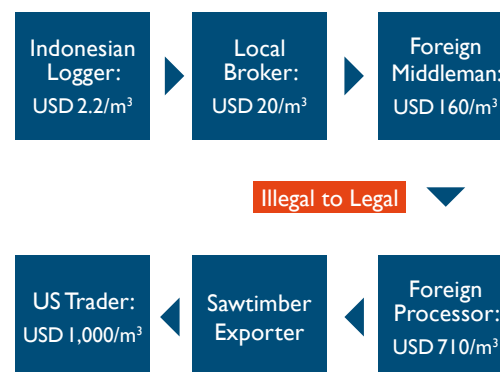 Indonesian
Logger:
USD 2.2/m³
Local
Broker:
USD 20/m³
Foreign
Middleman:
USD 160/m³
Illegal to Legal
US Trader:
USD 1,000/m³
Sawtimber
Exporter
Foreign
Processor:
USD 710/m³